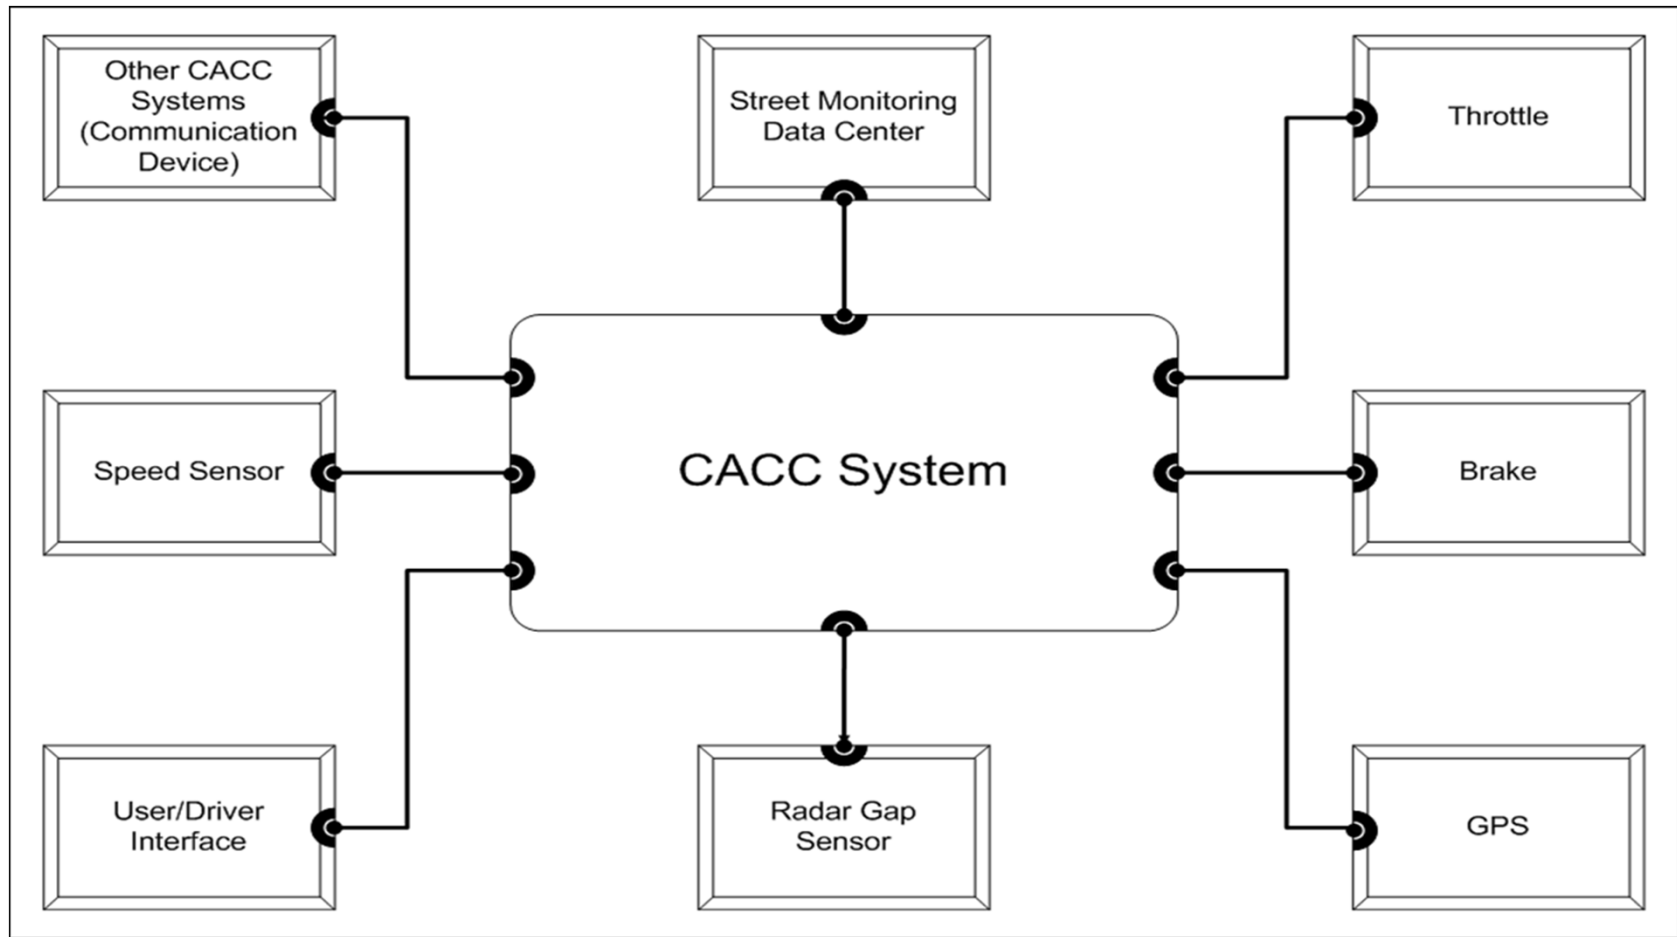 Other CACC
Systems
(Communication
Device)
Street Monitoring
Data Center
Throttle
Speed Sensor
CACC System
Brake
User/Driver
Interface
Radar Gap
Sensor
GPS